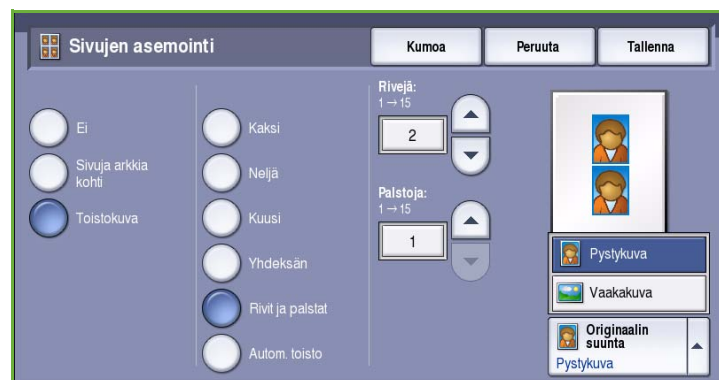 Sivujen asemointi
Kumoa
Peruuta
Tallenna
Ei
Sivuja arkkia
kohti
Toistokuva
Kaksi
Neljä
Kuusi
Yhdeksän
Rivit ja palstat
Autom. toisto
Rivejä:
1→15
2
Palstoja:
1→15
1
Pystykuva
Vaakakuva
Originaalin
suunta
Pystykuva